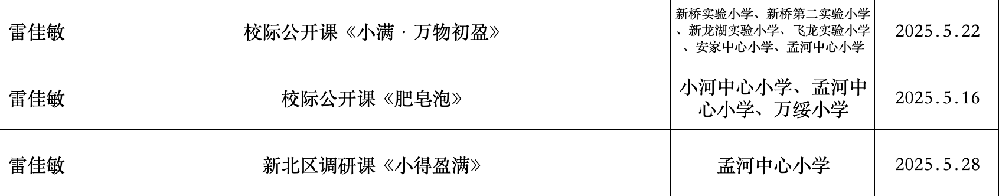 雷佳敏
校际公开课《小满·万物初盈》
新桥实验小学、新桥第二实验小学
、新龙湖实验小学、飞龙实验小学
、安家中心小学、孟河中心小学
2025.5.22
雷佳敏
校际公开课《肥皂泡》
小河中心小学、孟河中
心小学、万绥小学
2025.5.16
雷佳敏
新北区调研课《小得盈满》
孟河中心小学
2025.5.28